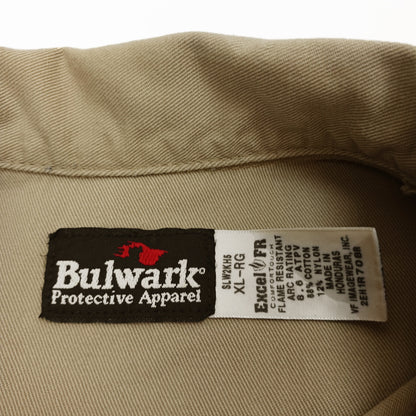 Bulwark®
Protective Apparel
SLW2KH5
XL-RG
EXCEL FR
COMFORTOUCH
FLAME RESISTANT
ARC RATING
8.6 ATPV
88% COTTON
12% NYLON
MADE IN
HONDURAS
VF IMAGEWEAR, INC.